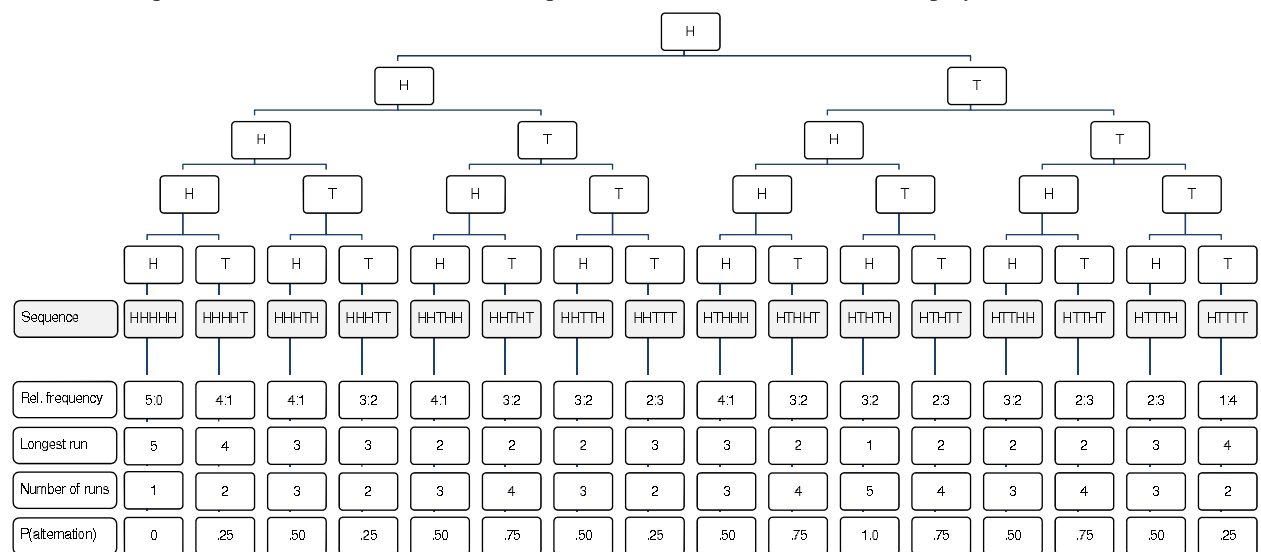 H
H T
H T H T
H T H T H T H T
H T H T H T H T H T H T H T H T
Sequence HHHHH HHHHT HHHTH HHHTT HHTHH HHTHT HHTTH HHTTT HTHHH HTHHT HTHTH HTHTT HTTHH HTTHT HTTTH HTTTT
Rel. frequency 5:0 4:1 4:1 3:2 4:1 3:2 3:2 2:3 4:1 3:2 3:2 2:3 3:2 2:3 2:3 1:4
Longest run 5 4 3 3 2 2 2 3 3 2 1 2 2 2 3 4
Number of runs 1 2 3 2 3 4 3 2 3 4 5 4 3 4 3 2
P(alternation) 0 .25 .50 .25 .50 .75 .50 .25 .50 .75 1.0 .75 .50 .75 .50 .25